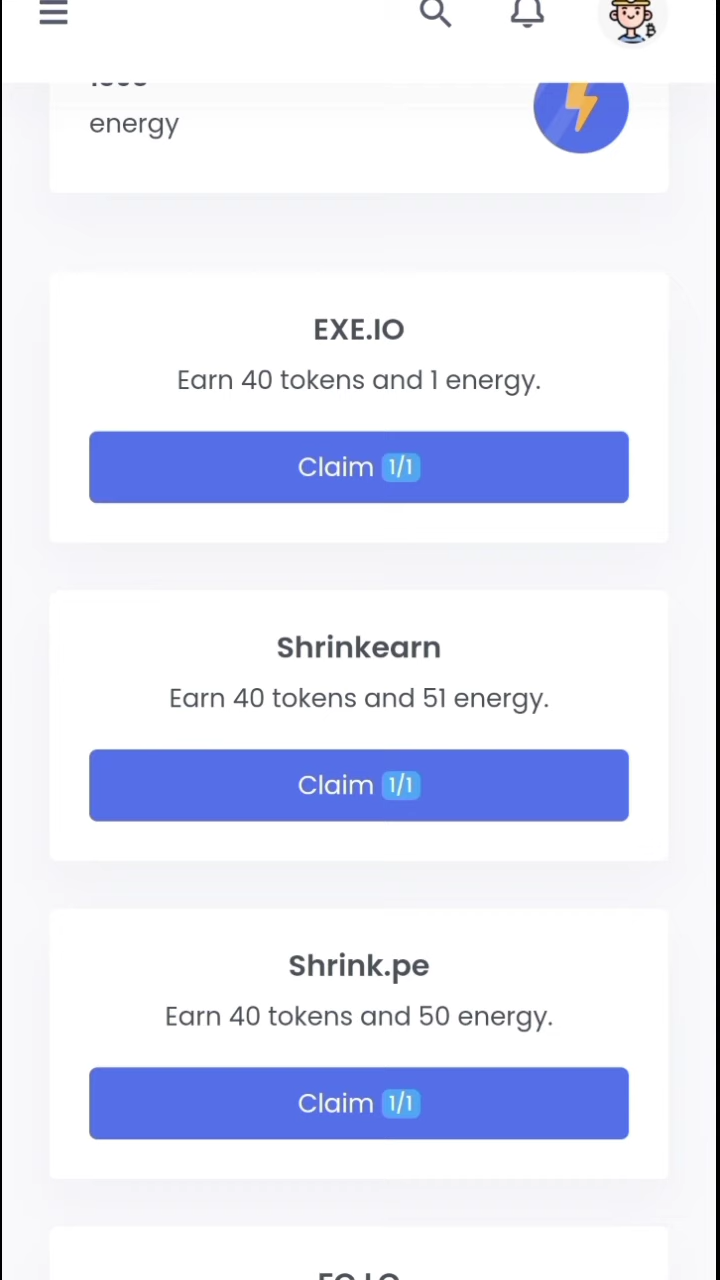 energy
EXE.IO
Earn 40 tokens and 1 energy.
Claim 1/1
Shrinkearn
Earn 40 tokens and 51 energy.
Claim 1/1
Shrink.pe
Earn 40 tokens and 50 energy.
Claim 1/1